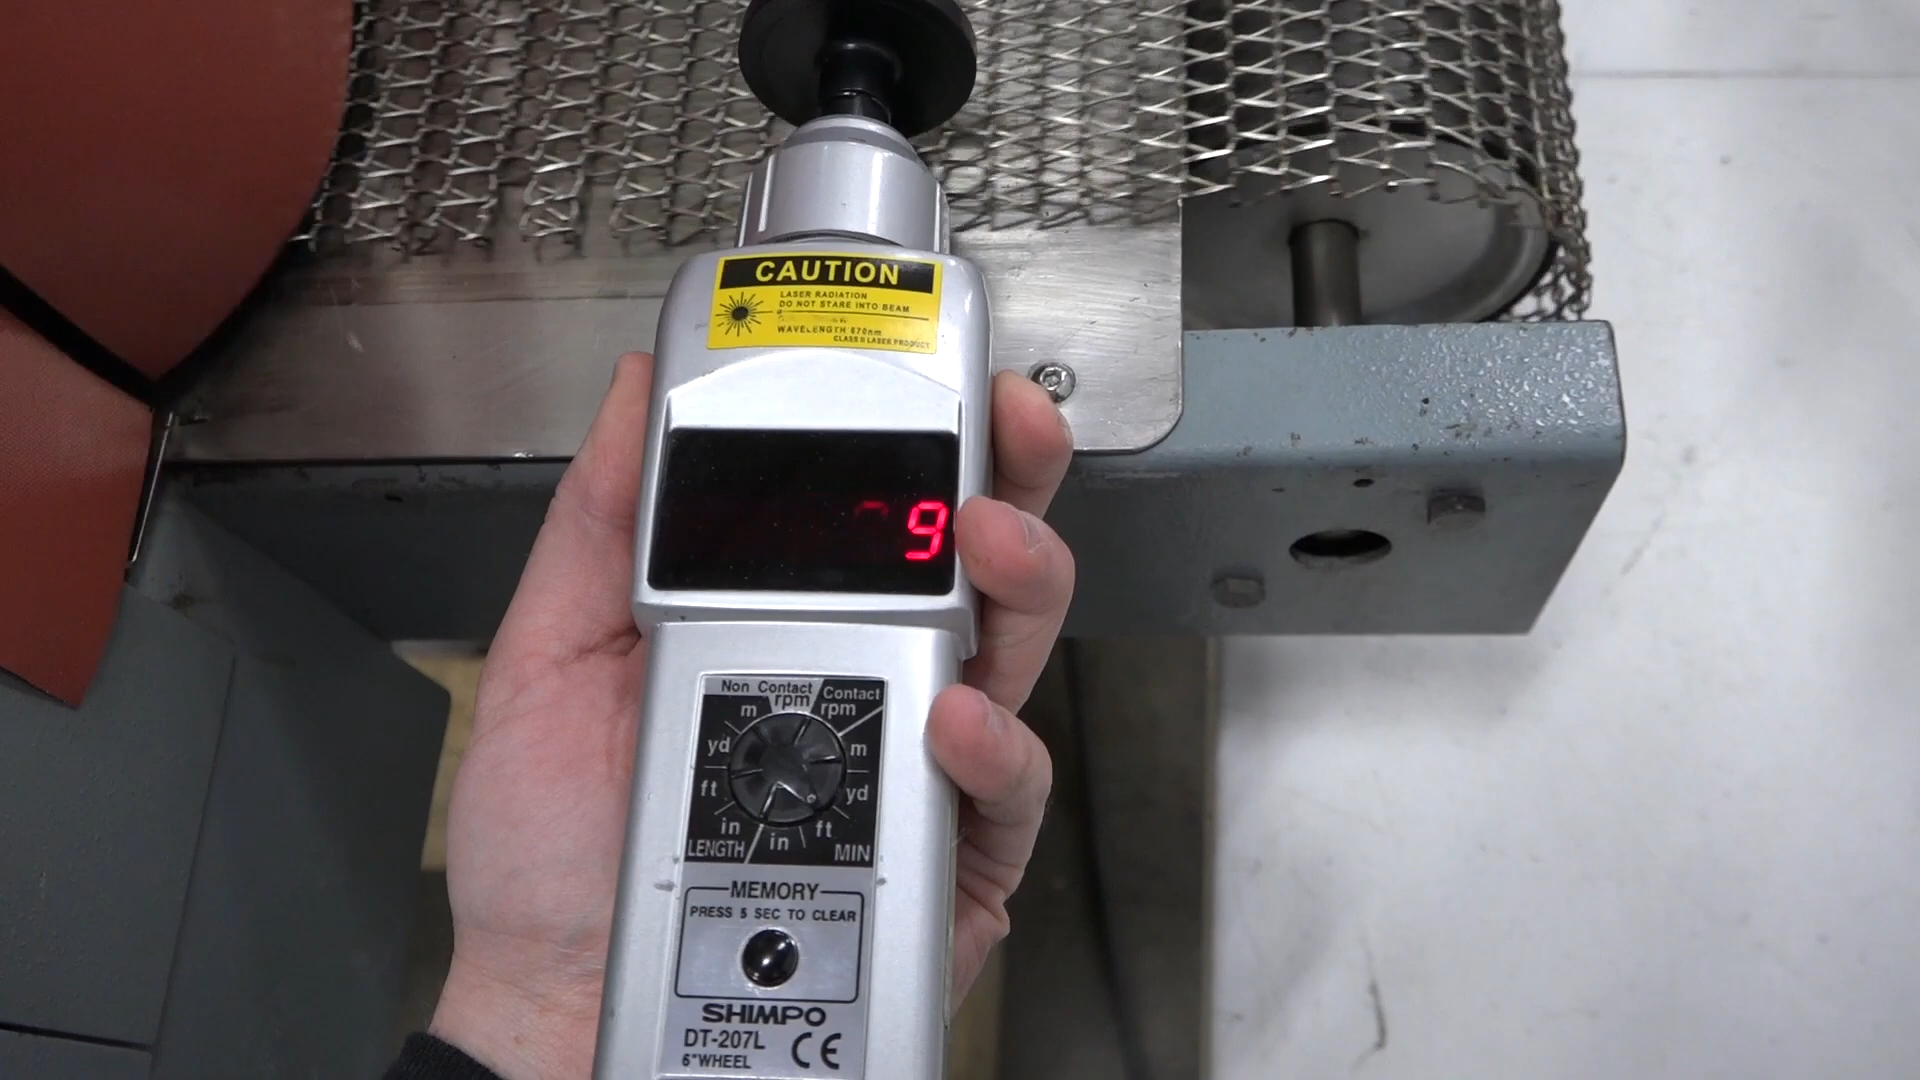 CAUTION
LASER RADIATION
DO NOT STARE INTO BEAM
WAVELENGTH 670nm
CLASS II LASER PRODUCT
9
Non Contact Contact
rpm
m rpm
yd m
ft yd
in in ft
LENGTH MIN
MEMORY
PRESS 5 SEC TO CLEAR
SHIMPO
DT-207L CE
6"WHEEL